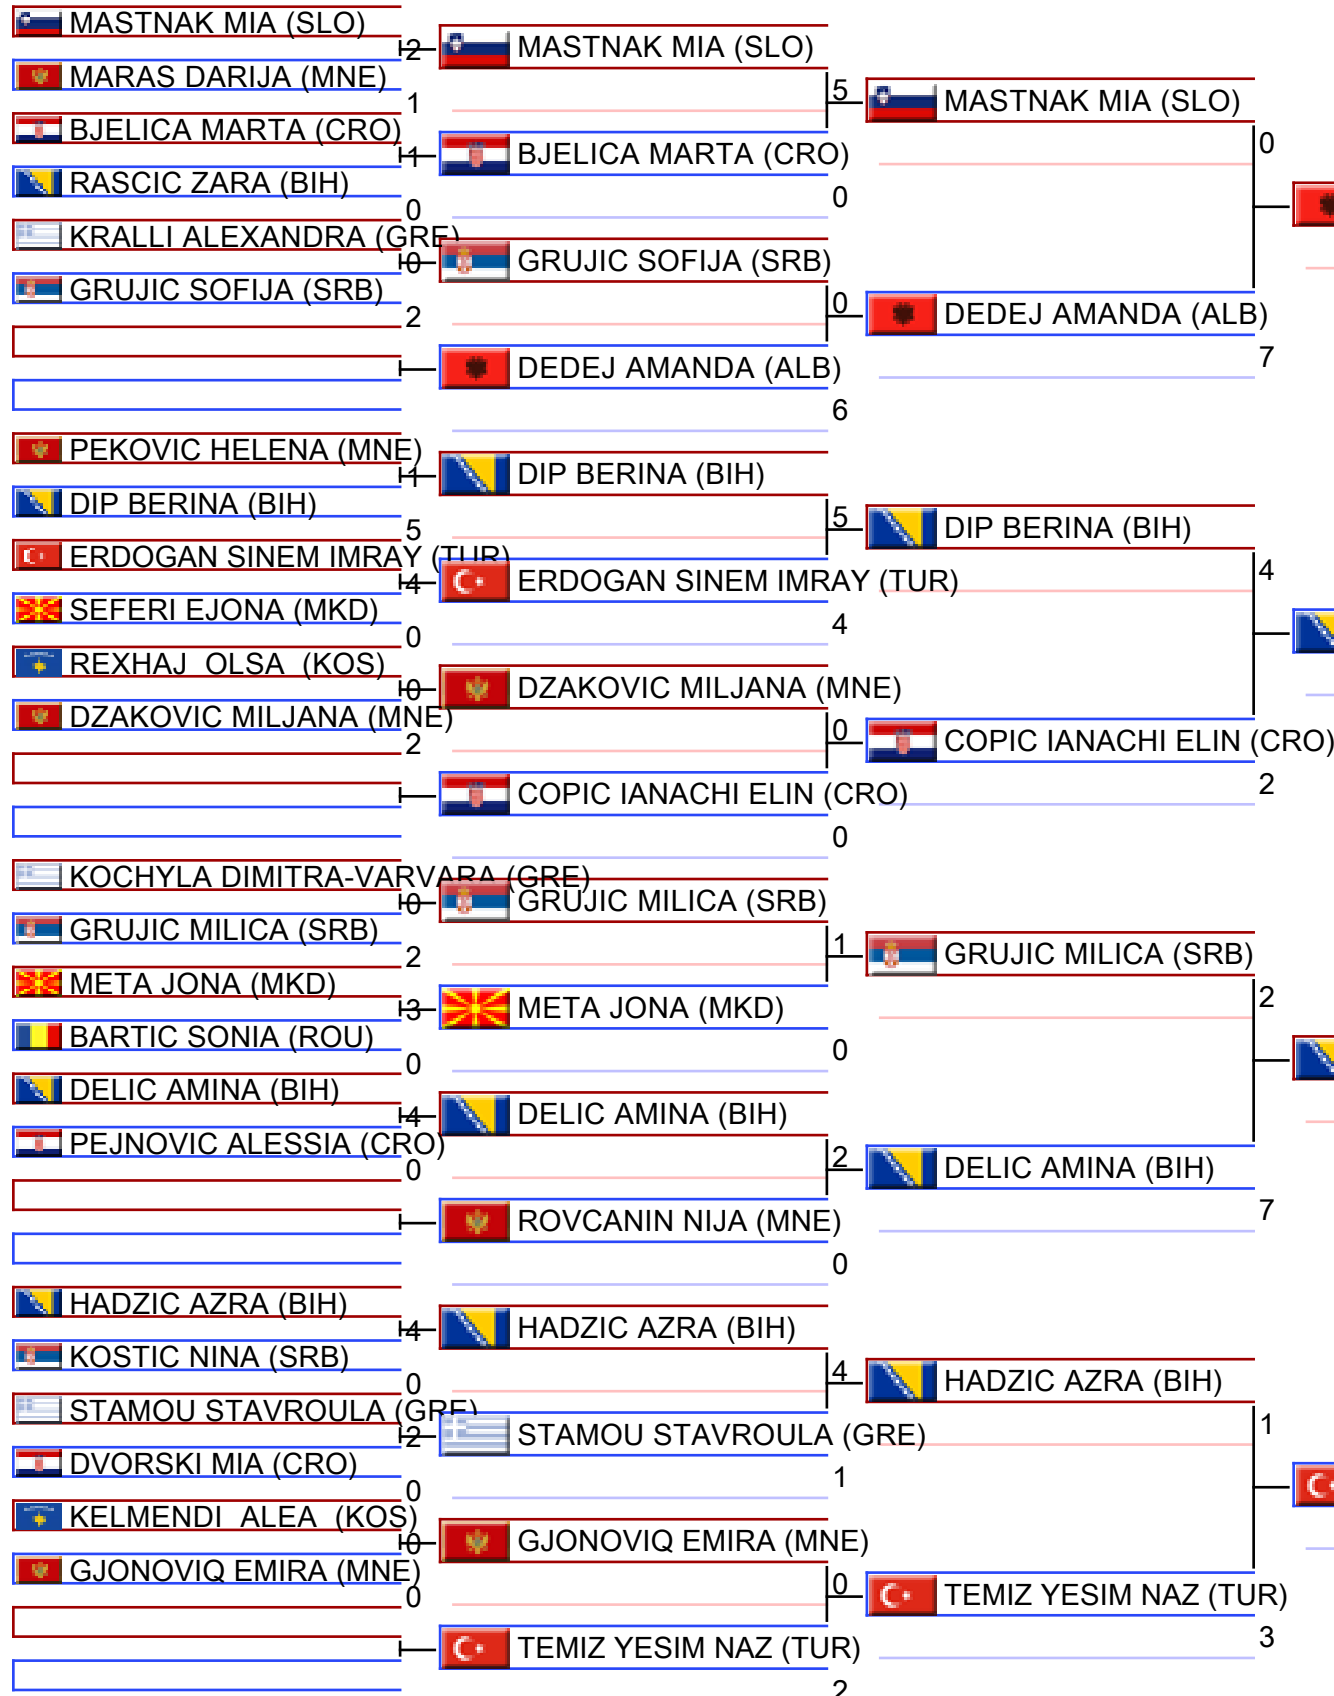 MASTNAK MIA (SLO)
2
MARAS DARIJA (MNE)
1
BJELICA MARTA (CRO)
1
RASCIC ZARA (BIH)
0
KRALLI ALEXANDRA (GRE)
0
GRUJIC SOFIJA (SRB)
2
PEKOVIC HELENA (MNE)
1
DIP BERINA (BIH)
5
ERDOGAN SINEM IMRAY (TUR)
4
SEFERI EJONA (MKD)
0
REXHAJ OLSA (KOS)
0
DZAKOVIC MILJANA (MNE)
2
KOCHYLA DIMITRA-VARVARA (GRE)
0
GRUJIC MILICA (SRB)
2
META JONA (MKD)
3
BARTIC SONIA (ROU)
0
DELIC AMINA (BIH)
4
PEJNOVIC ALESSIA (CRO)
0
HADZIC AZRA (BIH)
4
KOSTIC NINA (SRB)
0
STAMOU STAVROULA (GRE)
2
DVORSKI MIA (CRO)
0
KELMENDI ALEA (KOS)
0
GJONOVIQ EMIRA (MNE)
0
MASTNAK MIA (SLO)
5
BJELICA MARTA (CRO)
0
GRUJIC SOFIJA (SRB)
0
DEDEJ AMANDA (ALB)
6
DIP BERINA (BIH)
5
ERDOGAN SINEM IMRAY (TUR)
4
DZAKOVIC MILJANA (MNE)
0
COPIC IANACHI ELIN (CRO)
0
GRUJIC MILICA (SRB)
1
META JONA (MKD)
0
DELIC AMINA (BIH)
2
ROVCANIN NIJA (MNE)
0
HADZIC AZRA (BIH)
4
STAMOU STAVROULA (GRE)
1
GJONOVIQ EMIRA (MNE)
0
TEMIZ YESIM NAZ (TUR)
2
MASTNAK MIA (SLO)
0
DEDEJ AMANDA (ALB)
7
DIP BERINA (BIH)
4
COPIC IANACHI ELIN (CRO)
2
GRUJIC MILICA (SRB)
2
DELIC AMINA (BIH)
7
HADZIC AZRA (BIH)
1
TEMIZ YESIM NAZ (TUR)
3